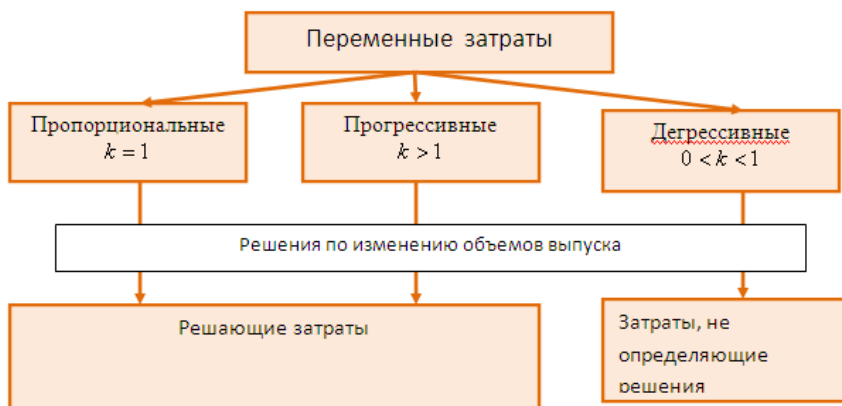 Переменные затраты
Пропорциональные
k = 1
Прогрессивные
k > 1
Дегрессивные
0 < k < 1
Решения по изменению объемов выпуска
Решающие затраты
Затраты, не
определяющие
решения